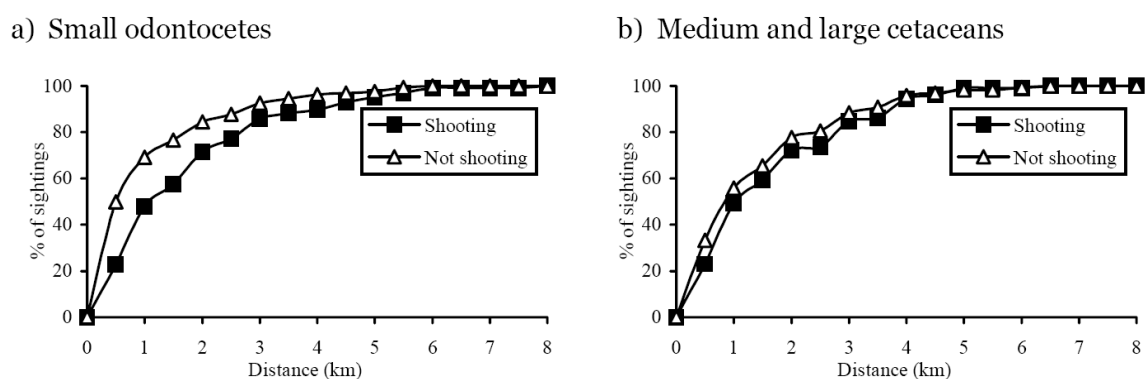 a) Small odontocetes
% of sightings
100
80
60
40
20
0
Shooting
Not shooting
0 1 2 3 4 5 6 7 8
Distance (km)
b) Medium and large cetaceans
% of sightings
100
80
60
40
20
0
Shooting
Not shooting
0 1 2 3 4 5 6 7 8
Distance (km)